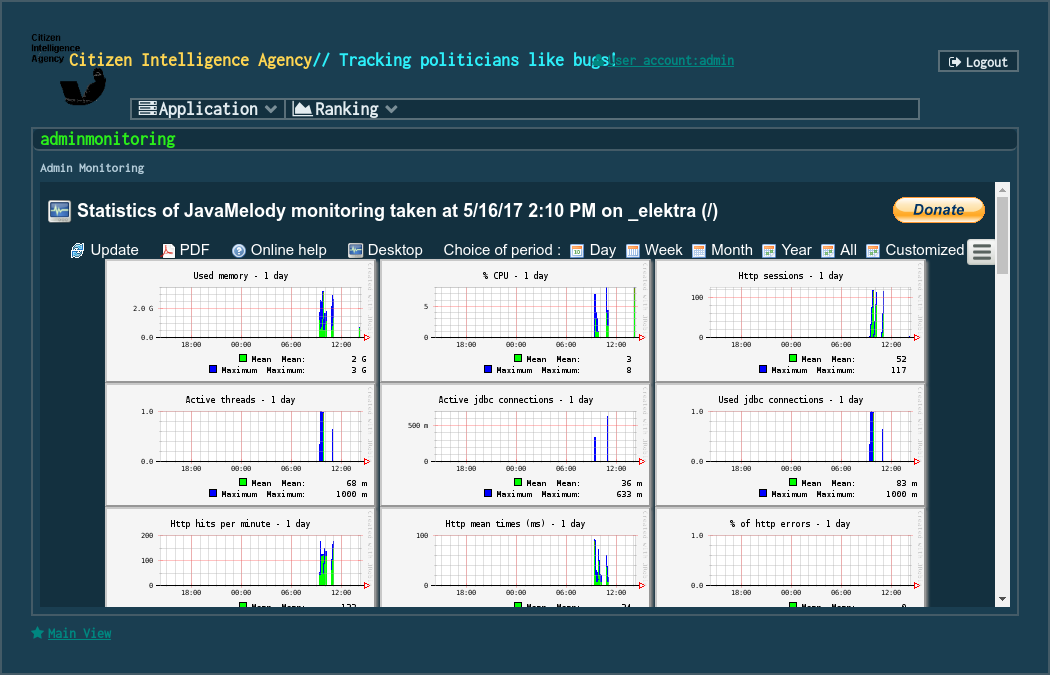 Citizen
Intelligence
Agency
Citizen Intelligence Agency// Tracking politicians like bugs!
User account:admin
Logout
Application
Ranking
adminmonitoring
Admin Monitoring
Statistics of JavaMelody monitoring taken at 5/16/17 2:10 PM on _elektra (/)
Donate
Update PDF Online help Desktop Choice of period : Day Week Month Year All Customized
Used memory - 1 day
2.0 G
0.0
18:00 00:00 06:00 12:00
Mean Mean: 2 G
Maximum Maximum: 3 G
% CPU - 1 day
5
0
18:00 00:00 06:00 12:00
Mean Mean: 3
Maximum Maximum: 8
Http sessions - 1 day
100
0
18:00 00:00 06:00 12:00
Mean Mean: 52
Maximum Maximum: 117
Active threads - 1 day
1.0
0.0
18:00 00:00 06:00 12:00
Mean Mean: 68 m
Maximum Maximum: 1000 m
Active jdbc connections - 1 day
500 m
0
18:00 00:00 06:00 12:00
Mean Mean: 36 m
Maximum Maximum: 633 m
Used jdbc connections - 1 day
1.0
0.0
18:00 00:00 06:00 12:00
Mean Mean: 83 m
Maximum Maximum: 1000 m
Http hits per minute - 1 day
200
100
0
18:00 00:00 06:00 12:00
Mean Mean:
Http mean times (ms) - 1 day
100
0
18:00 00:00 06:00 12:00
Mean Mean:
% of http errors - 1 day
1.0
0.0
18:00 00:00 06:00 12:00
Mean Mean:
Main View